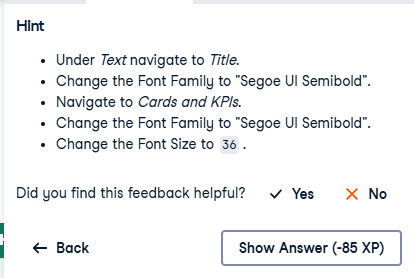 Hint
• Under Text navigate to Title.
• Change the Font Family to "Segoe UI Semibold".
• Navigate to Cards and KPIs.
• Change the Font Family to "Segoe UI Semibold".
• Change the Font Size to 36 .
Did you find this feedback helpful? ✓ Yes × No
← Back Show Answer (-85 XP)